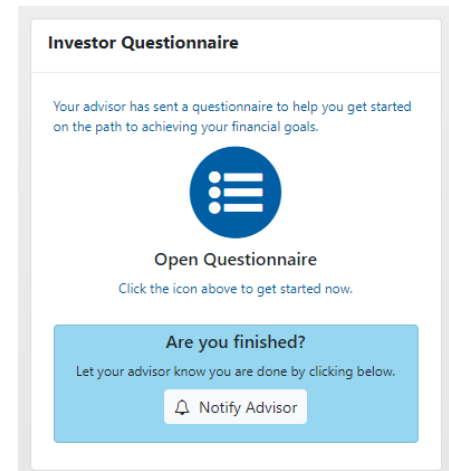 Investor Questionnaire
Your advisor has sent a questionnaire to help you get started
on the path to achieving your financial goals.
Open Questionnaire
Click the icon above to get started now.
Are you finished?
Let your advisor know you are done by clicking below.
Notify Advisor